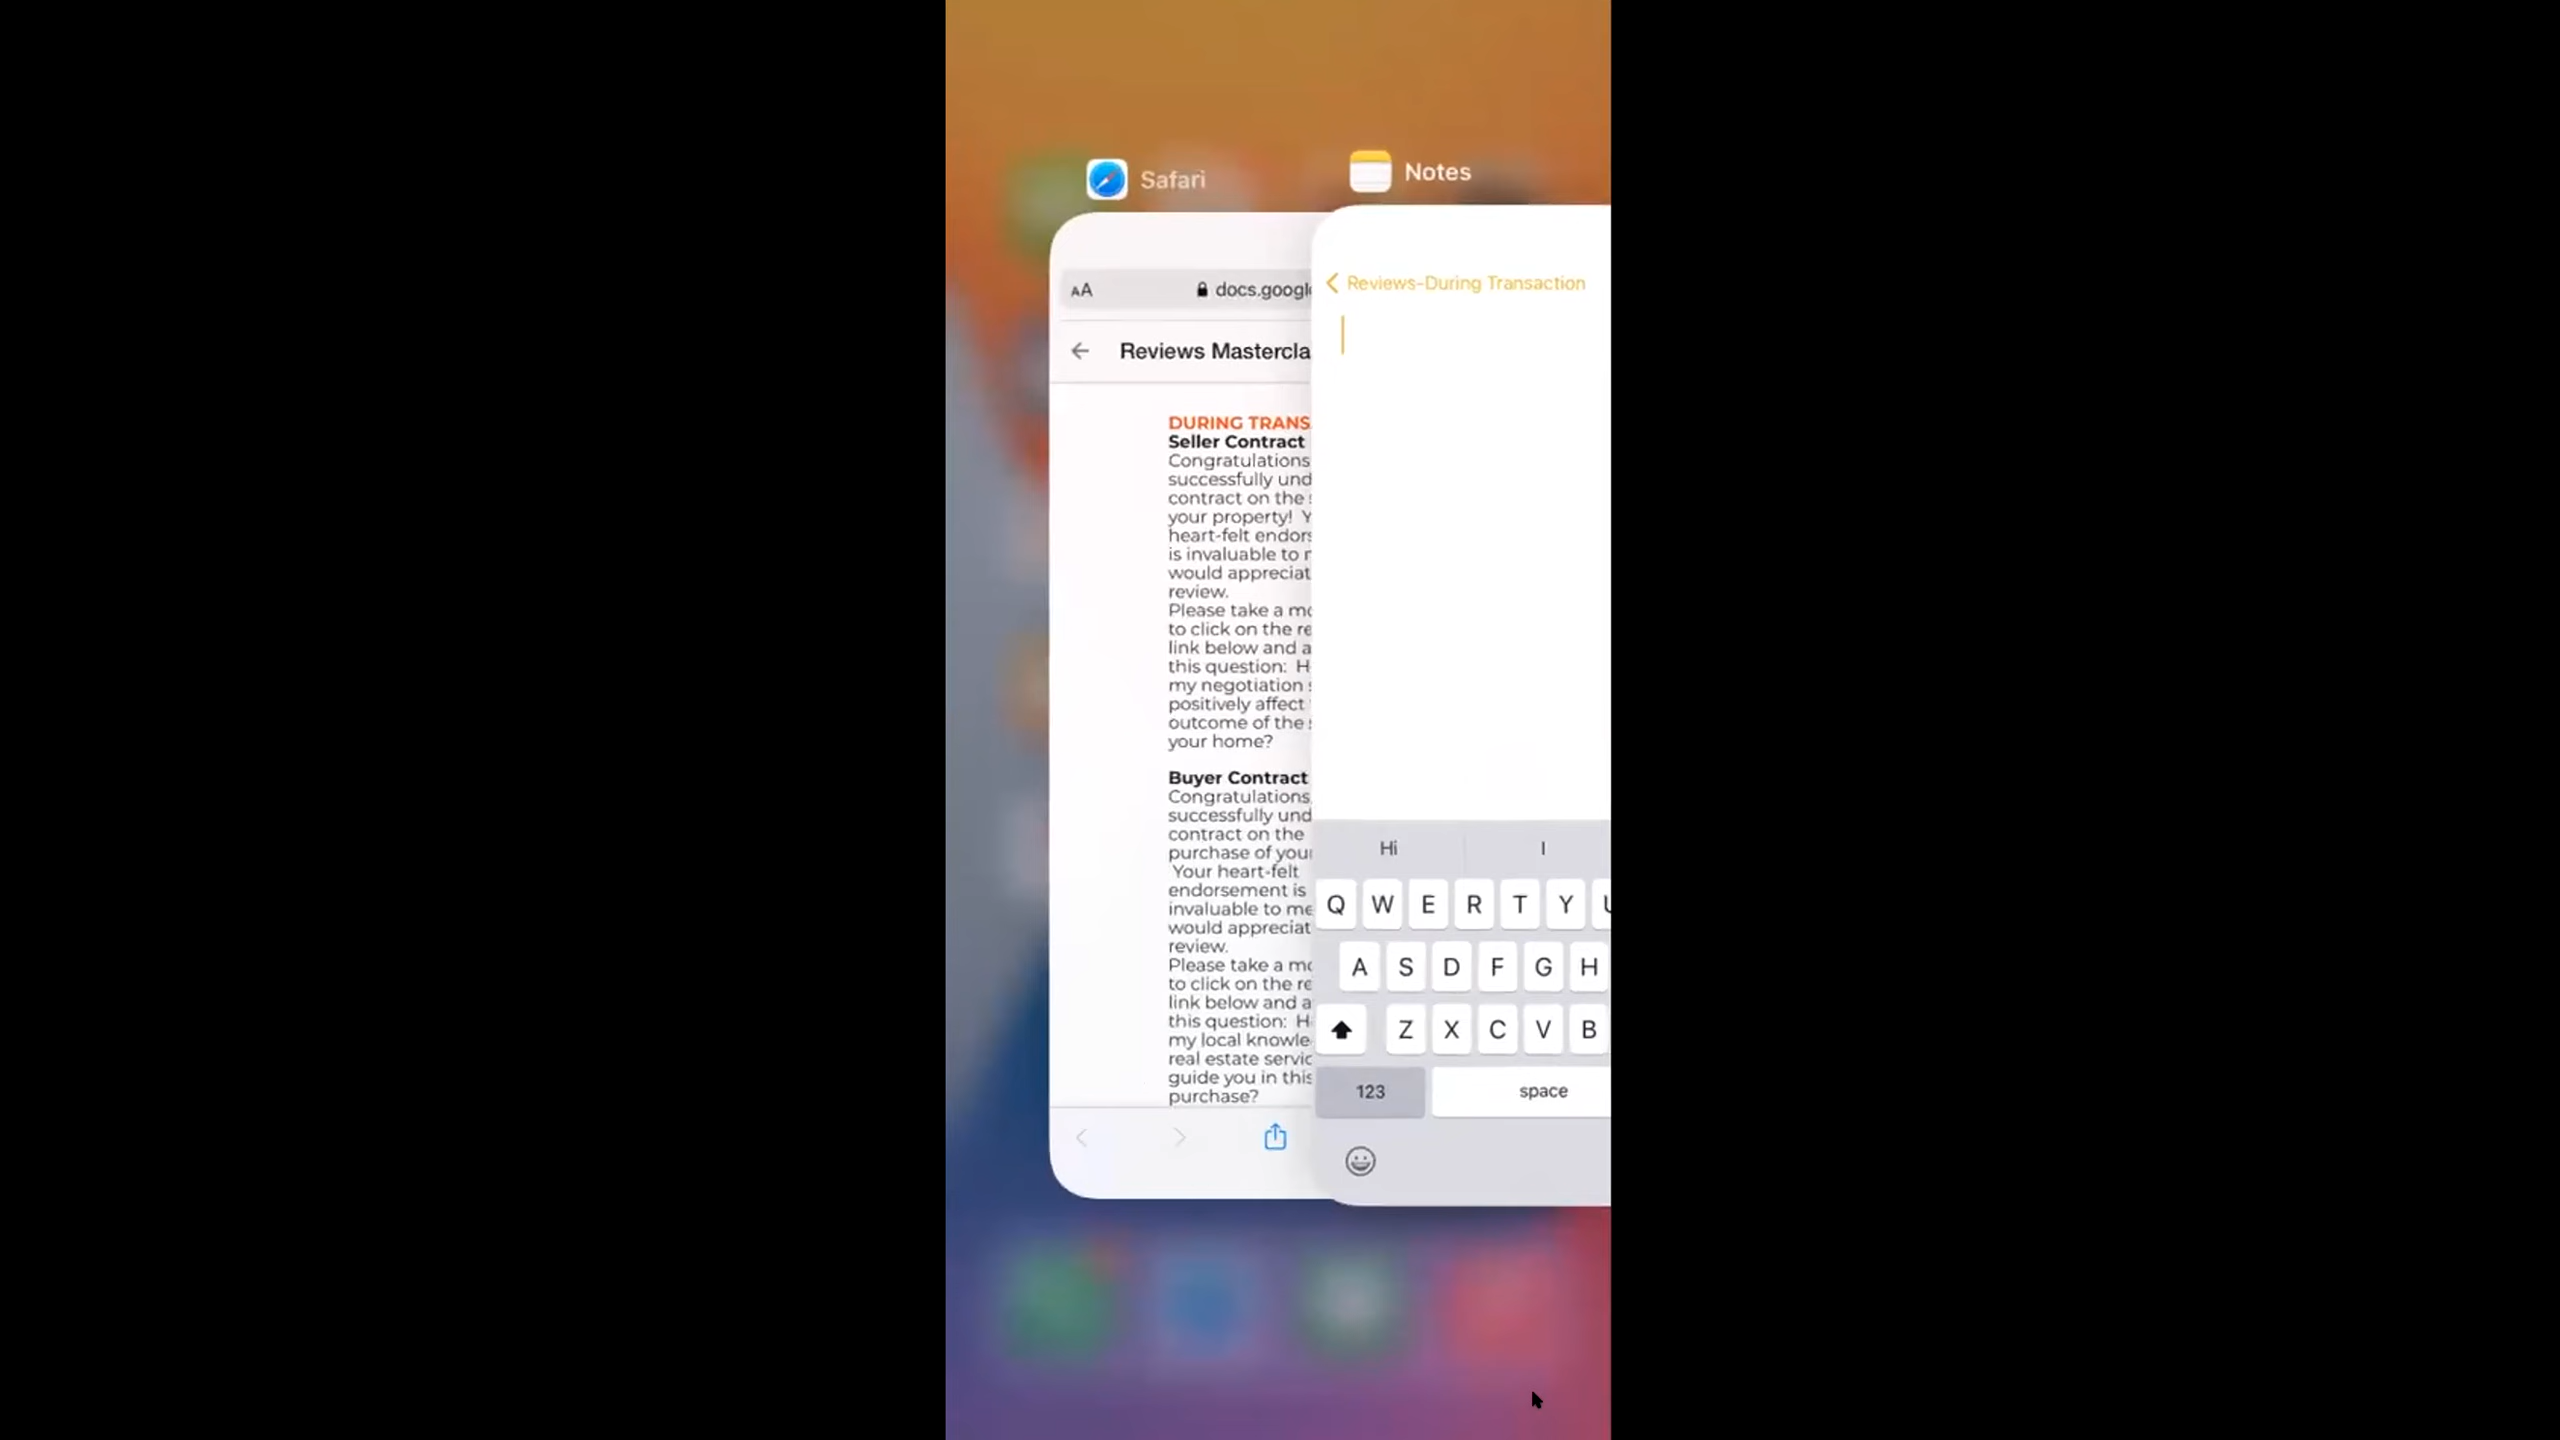 Safari
Notes
AA
docs.google
Reviews Mastercla
DURING TRANS
Seller Contract
Congratulations
successfully und
contract on the
your property! Y
heart-felt endors
is invaluable to
would appreciat
review.
Please take a mo
to click on the re
link below and a
this question: H
my negotiation
positively affect
outcome of the
your home?
Buyer Contract
Congratulations,
successfully und
contract on the
purchase of your
Your heart-felt
endorsement is
invaluable to me
would appreciat
review.
Please take a mo
to click on the re
link below and a
this question: H
my local knowle
real estate servic
guide you in this
purchase?
Reviews-During Transaction
Hi I
Q W E R T Y U
A S D F G H
Z X C V B
123 space